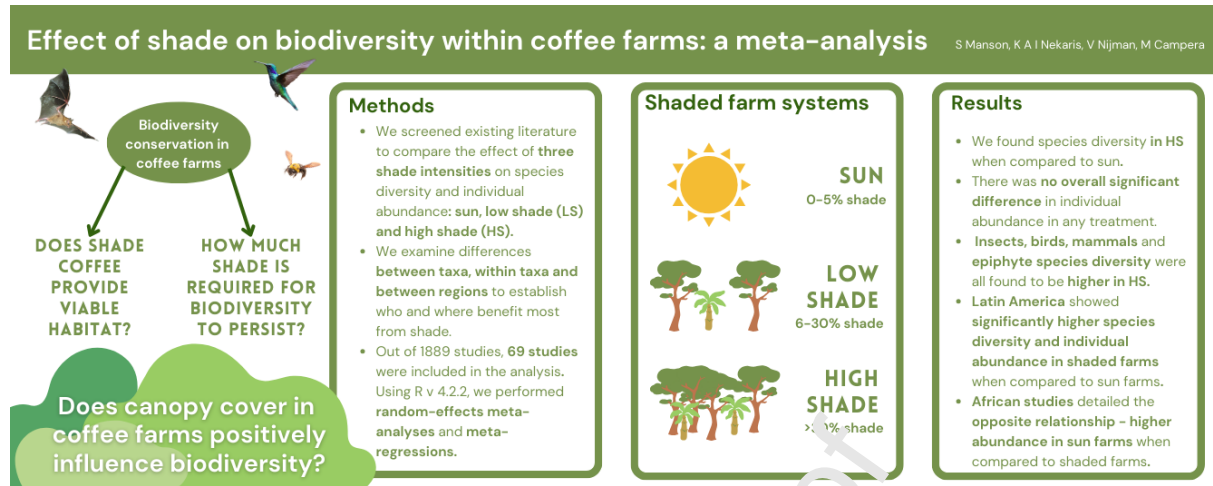 Effect of shade on biodiversity within coffee farms: a meta-analysis
S Manson, K A I Nekaris, V Nijman, M Campera
Biodiversity
conservation in
coffee farms
DOES SHADE
COFFEE
PROVIDE
VIABLE
HABITAT?
HOW MUCH
SHADE IS
REQUIRED FOR
BIODIVERSITY
TO PERSIST?
Does canopy cover in
coffee farms positively
influence biodiversity?
Methods
• We screened existing literature
to compare the effect of three
shade intensities on species
diversity and individual
abundance: sun, low shade (LS)
and high shade (HS).
• We examine differences
between taxa, within taxa and
between regions to establish
who and where benefit most
from shade.
• Out of 1889 studies, 69 studies
were included in the analysis.
Using R v 4.2.2, we performed
random-effects meta-
analyses and meta-
regressions.
Shaded farm systems
SUN
0-5% shade
LOW
SHADE
6-30% shade
HIGH
SHADE
shade
of
Results
• We found species diversity in HS
when compared to sun.
• There was no overall significant
difference in individual
abundance in any treatment.
• Insects, birds, mammals and
epiphyte species diversity were
all found to be higher in HS.
• Latin America showed
significantly higher species
diversity and individual
abundance in shaded farms
when compared to sun farms.
• African studies detailed the
opposite relationship - higher
abundance in sun farms when
compared to shaded farms.